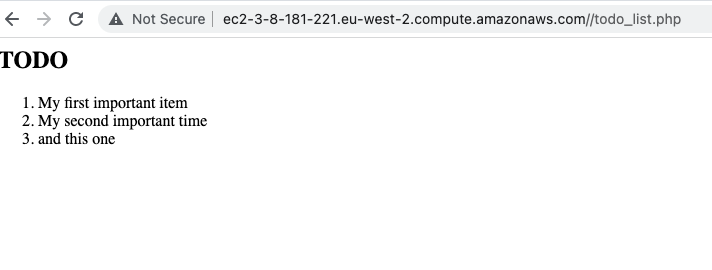 Not Secure | ec2-3-8-181-221.eu-west-2.compute.amazonaws.com//todo_list.php
TODO
1. My first important item
2. My second important time
3. and this one